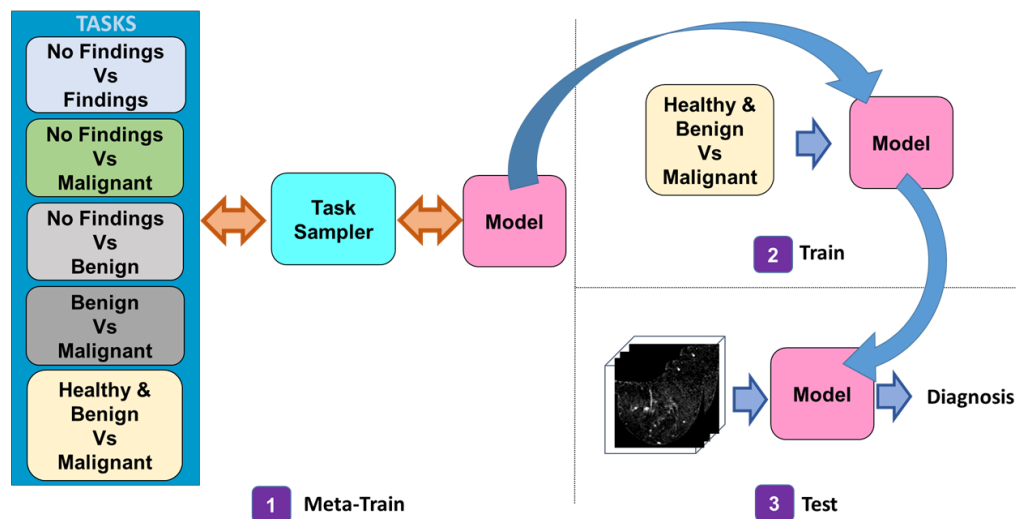 TASKS
No Findings
Vs
Findings
No Findings
Vs
Malignant
No Findings
Vs
Benign
Benign
Vs
Malignant
Healthy &
Benign
Vs
Malignant
Task
Sampler
Model
1 Meta-Train
Healthy &
Benign
Vs
Malignant
Model
2 Train
Model
Diagnosis
3 Test